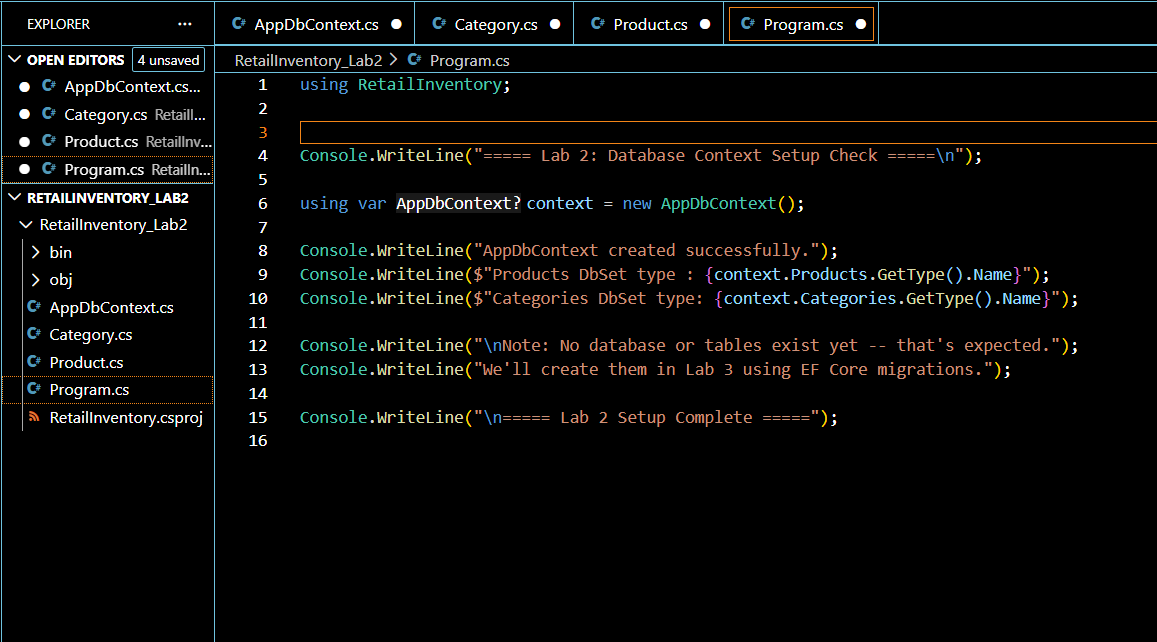 EXPLORER ...
AppDbContext.cs
Category.cs
Product.cs
Program.cs
OPEN EDITORS 4 unsaved
AppDbContext.cs...
Category.cs RetailI...
Product.cs RetailInv...
Program.cs RetailIn...
RETAILINVENTORY_LAB2
RetailInventory_Lab2
bin
obj
AppDbContext.cs
Category.cs
Product.cs
Program.cs
RetailInventory.csproj
RetailInventory_Lab2 > Program.cs
1 using RetailInventory;
2
3
4 Console.WriteLine("===== Lab 2: Database Context Setup Check =====\n");
5
6 using var AppDbContext? context = new AppDbContext();
7
8 Console.WriteLine("AppDbContext created successfully.");
9 Console.WriteLine($"Products DbSet type : {context.Products.GetType().Name}");
10 Console.WriteLine($"Categories DbSet type: {context.Categories.GetType().Name}");
11
12 Console.WriteLine("\nNote: No database or tables exist yet -- that's expected.");
13 Console.WriteLine("We'll create them in Lab 3 using EF Core migrations.");
14
15 Console.WriteLine("\n===== Lab 2 Setup Complete =====");
16